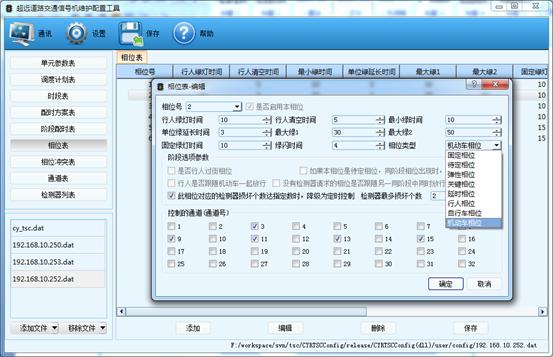 超远道路交通信号机维护配置工具
通讯 设置 保存 帮助
单元参数表
调度计划表
时段表
配时方案表
阶段配时表
相位表
相位冲突表
通道表
检测器列表
cy_tsc.dat
192.168.10.250.dat
192.168.10.253.dat
192.168.10.252.dat
添加文件 移除文件
相位表
相位号 行人绿灯时间 行人清空时间 最小绿时间 单位绿延长时间 最大绿1 最大绿2 固定绿灯
相位表-编辑
相位号 2 是否启用本相位
行人绿灯时间 10 行人清空时间 5 最小绿时间 10
单位绿延长时间 3 最大绿1 30 最大绿2 50
固定绿灯时间 10 绿闪时间 4 相位类型 机动车相位
固定相位
待定相位
弹性相位
关键相位
延时相位
行人相位
自行车相位
机动车相位
阶段选项参数
是否行人过街相位 如果本相位是待定相位，同阶段相位出现时，
行人是否跟随机动车一起放行 没有检测器请求的相位是否跟随另一同阶段中同时放行
此相位对应的检测器损坏个数达指定数时，降级为定时控制 检测器最多损坏个数 2
控制的通道(通道号)
1 2 3 4 5 6 7 8
9 10 11 12 13 14 15 16
17 18 19 20 21 22 23 24
25 26 27 28 29 30 31 32
确定 取消
添加 编辑 删除 保存
F:/workspace/svn/tsc/CYRTSCConfig/release/CYRTSCConfig(dll)/user/config/192.168.10.252.dat